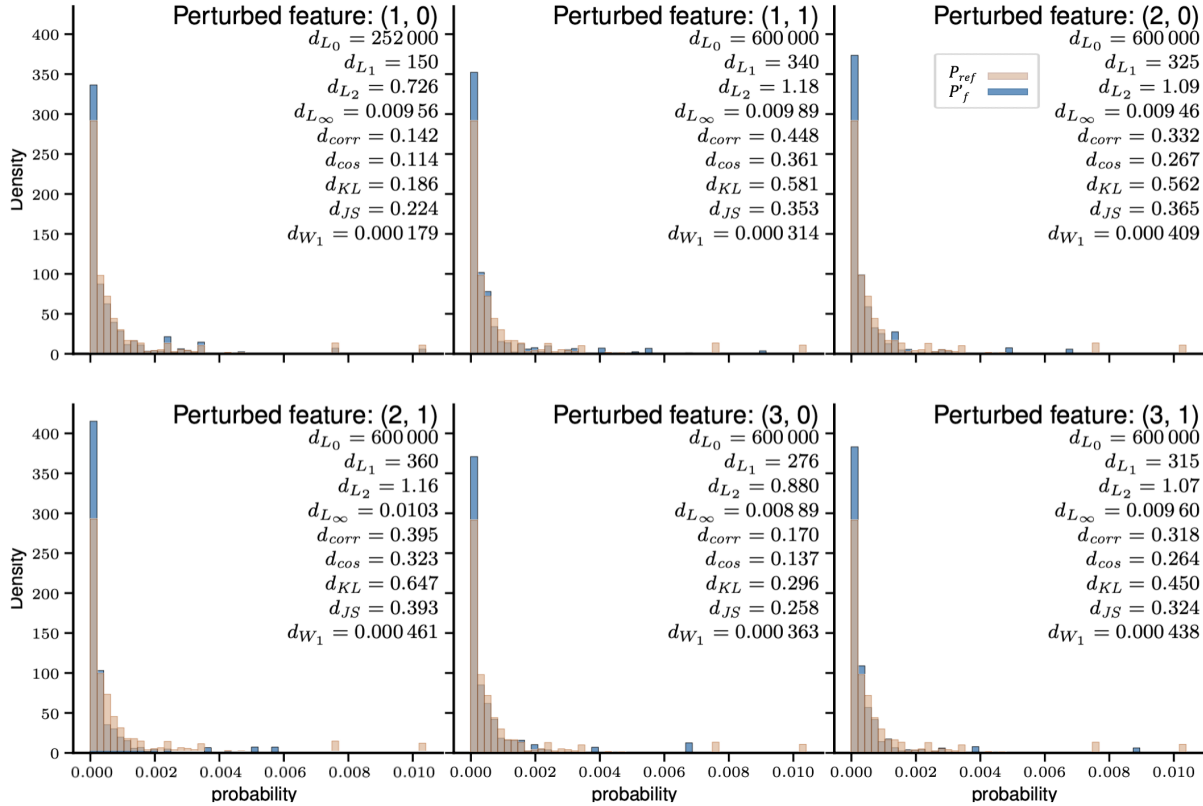 Perturbed feature: (1, 0)
d_{L_0} = 252 000
d_{L_1} = 150
d_{L_2} = 0.726
d_{L_∞} = 0.009 56
d_{corr} = 0.142
d_{cos} = 0.114
d_{KL} = 0.186
d_{JS} = 0.224
d_{W_1} = 0.000 179
400
350
300
250
200
150
100
50
0
Density
Perturbed feature: (1, 1)
d_{L_0} = 600 000
d_{L_1} = 340
d_{L_2} = 1.18
d_{L_∞} = 0.009 89
d_{corr} = 0.448
d_{cos} = 0.361
d_{KL} = 0.581
d_{JS} = 0.353
d_{W_1} = 0.000 314
Perturbed feature: (2, 0)
d_{L_0} = 600 000
d_{L_1} = 325
d_{L_2} = 1.09
d_{L_∞} = 0.009 46
d_{corr} = 0.332
d_{cos} = 0.267
d_{KL} = 0.562
d_{JS} = 0.365
d_{W_1} = 0.000 409
P_{ref}
P'_f
Perturbed feature: (2, 1)
d_{L_0} = 600 000
d_{L_1} = 360
d_{L_2} = 1.16
d_{L_∞} = 0.0103
d_{corr} = 0.395
d_{cos} = 0.323
d_{KL} = 0.647
d_{JS} = 0.393
d_{W_1} = 0.000 461
400
350
300
250
200
150
100
50
0
Density
0.000 0.002 0.004 0.006 0.008 0.010
probability
Perturbed feature: (3, 0)
d_{L_0} = 600 000
d_{L_1} = 276
d_{L_2} = 0.880
d_{L_∞} = 0.008 89
d_{corr} = 0.170
d_{cos} = 0.137
d_{KL} = 0.296
d_{JS} = 0.258
d_{W_1} = 0.000 363
0.000 0.002 0.004 0.006 0.008 0.010
probability
Perturbed feature: (3, 1)
d_{L_0} = 600 000
d_{L_1} = 315
d_{L_2} = 1.07
d_{L_∞} = 0.009 60
d_{corr} = 0.318
d_{cos} = 0.264
d_{KL} = 0.450
d_{JS} = 0.324
d_{W_1} = 0.000 438
0.000 0.002 0.004 0.006 0.008 0.010
probability